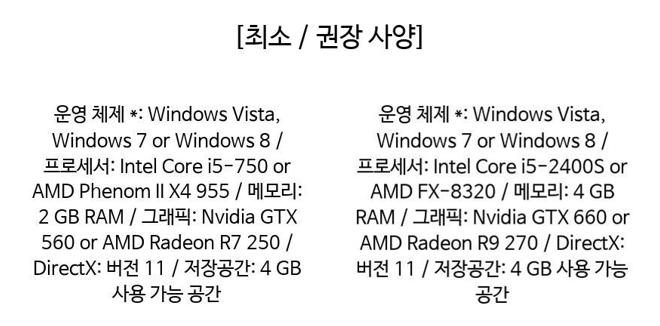 [최소 / 권장 사양]
운영 체제 *: Windows Vista,
Windows 7 or Windows 8 /
프로세서: Intel Core i5-750 or
AMD Phenom II X4 955 / 메모리:
2 GB RAM / 그래픽: Nvidia GTX
560 or AMD Radeon R7 250 /
DirectX: 버전 11 / 저장공간: 4 GB
사용 가능 공간
운영 체제 *: Windows Vista,
Windows 7 or Windows 8 /
프로세서: Intel Core i5-2400S or
AMD FX-8320 / 메모리: 4 GB
RAM / 그래픽: Nvidia GTX 660 or
AMD Radeon R9 270 / DirectX:
버전 11 / 저장공간: 4 GB 사용 가능
공간